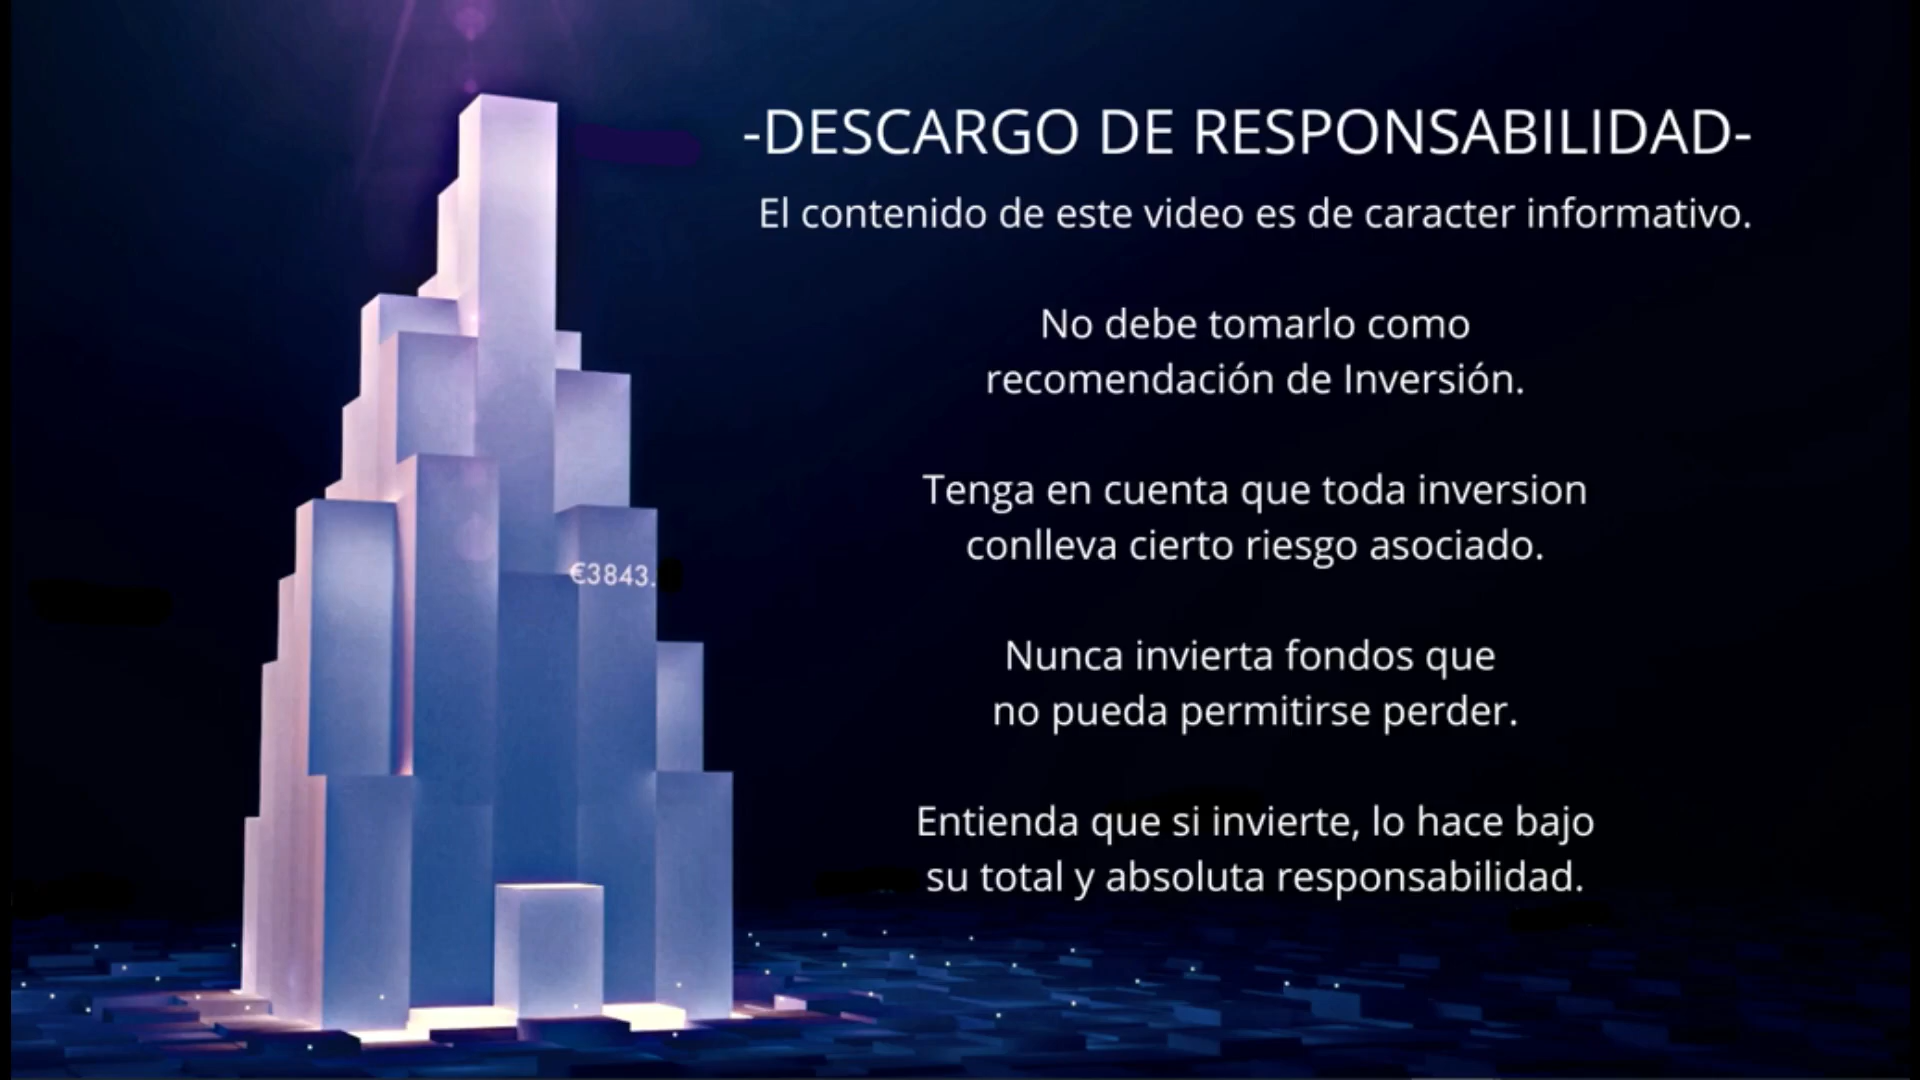 -DESCARGO DE RESPONSABILIDAD-
El contenido de este video es de caracter informativo.
No debe tomarlo como
recomendación de Inversión.
Tenga en cuenta que toda inversion
conlleva cierto riesgo asociado.
€3843.
Nunca invierta fondos que
no pueda permitirse perder.
Entienda que si invierte, lo hace bajo
su total y absoluta responsabilidad.